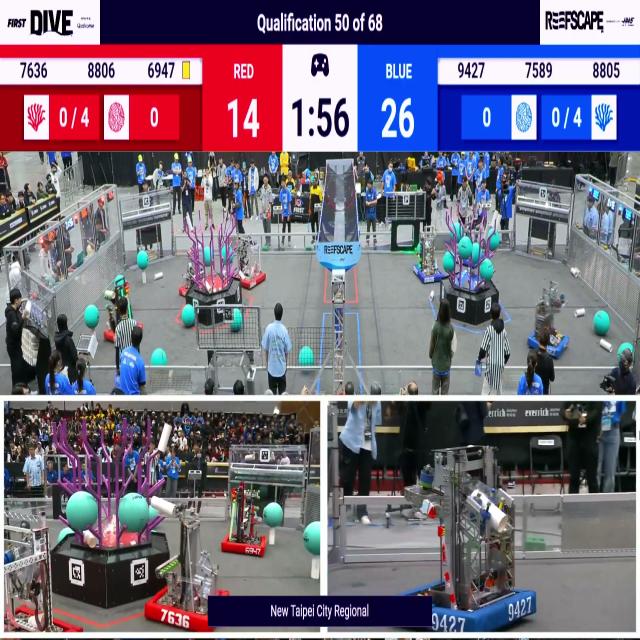 FIRST DIVE
Qualification 50 of 68
REEFSCAPE
7636 8806 6947
RED
BLUE
9427 7589 8805
0 / 4
0
14
1:56
26
0
0 / 4
REEFSCAPE
6947
7636
9427
9427
New Taipei City Regional